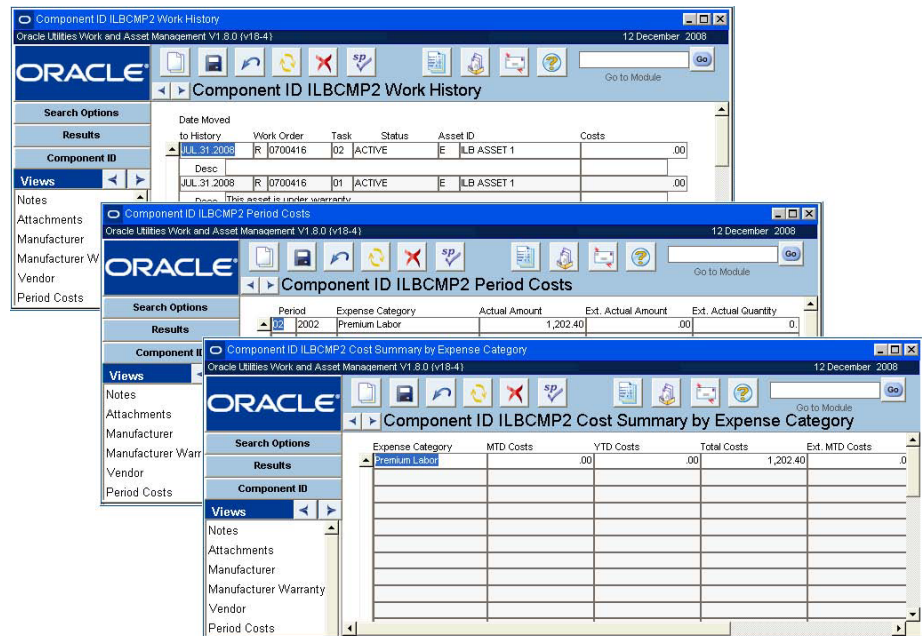 Component ID ILBCMP2 Work History
Oracle Utilities Work and Asset Management V1.8.0 (v18-4) 12 December 2008
ORACLE
sp
Go
Go to Module
Component ID ILBCMP2 Work History
Search Options
Results
Component ID
Views
Notes
Attachments
Manufacturer
Manufacturer W
Vendor
Period Costs
Date Moved
to History Work Order Task Status Asset ID Costs
JUL.31.2008 R 0700416 02 ACTIVE E ILB ASSET 1 .00
Desc
JUL.31.2008 R 0700416 01 ACTIVE E ILB ASSET 1 .00
Desc This asset is under warranty
Component ID ILBCMP2 Period Costs
Oracle Utilities Work and Asset Management V1.8.0 (v18-4) 12 December 2008
ORACLE
sp
Go
Go to Module
Component ID ILBCMP2 Period Costs
Search Options
Results
Component ID
Views
Notes
Attachments
Manufacturer
Manufacturer Warr
Vendor
Period Costs
Period Expense Category Actual Amount Ext. Actual Amount Ext. Actual Quantity
02 2002 Premium Labor 1,202.40 .00 0.
Component ID ILBCMP2 Cost Summary by Expense Category
Oracle Utilities Work and Asset Management V1.8.0 (v18-4) 12 December 2008
ORACLE
sp
Go
Go to Module
Component ID ILBCMP2 Cost Summary by Expense Category
Search Options
Results
Component ID
Views
Notes
Attachments
Manufacturer
Manufacturer Warranty
Vendor
Period Costs
Expense Category MTD Costs YTD Costs Total Costs Ext. MTD Costs
Premium Labor .00 .00 1,202.40 .0